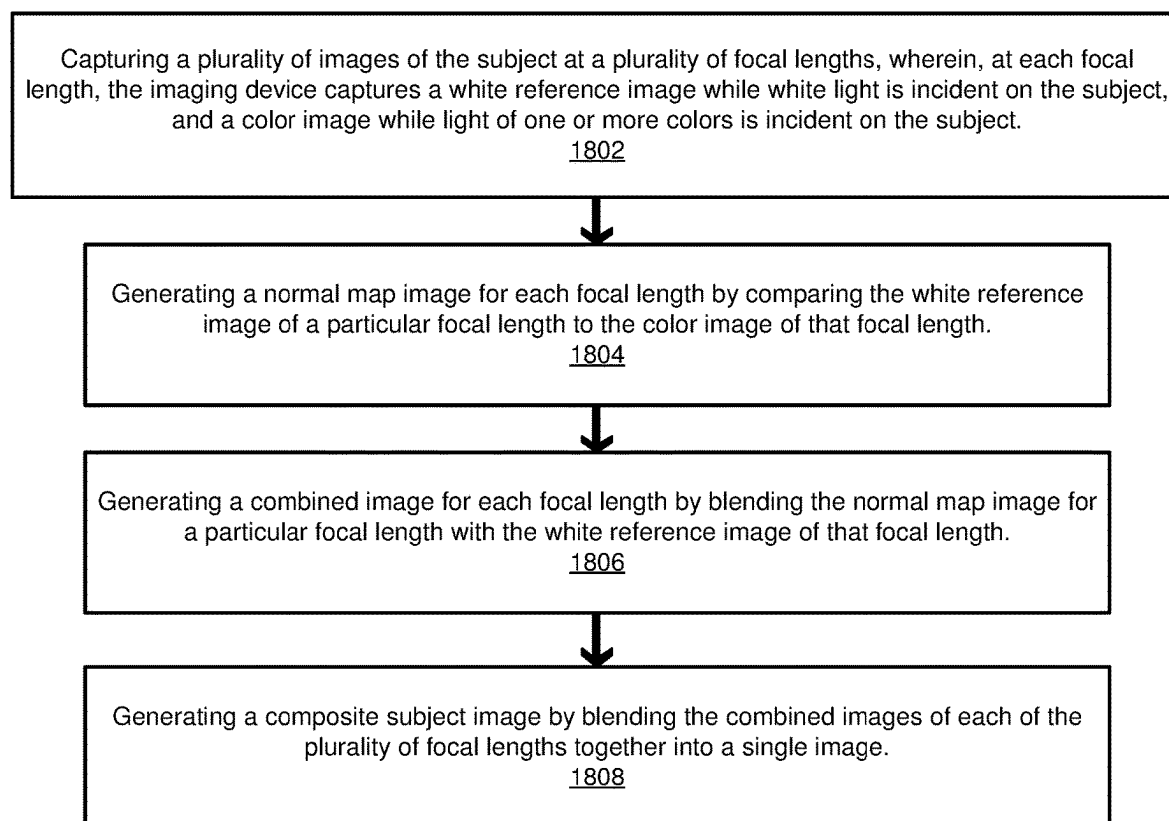 Capturing a plurality of images of the subject at a plurality of focal lengths, wherein, at each focal
length, the imaging device captures a white reference image while white light is incident on the subject,
and a color image while light of one or more colors is incident on the subject.
1802
Generating a normal map image for each focal length by comparing the white reference
image of a particular focal length to the color image of that focal length.
1804
Generating a combined image for each focal length by blending the normal map image for
a particular focal length with the white reference image of that focal length.
1806
Generating a composite subject image by blending the combined images of each of the
plurality of focal lengths together into a single image.
1808